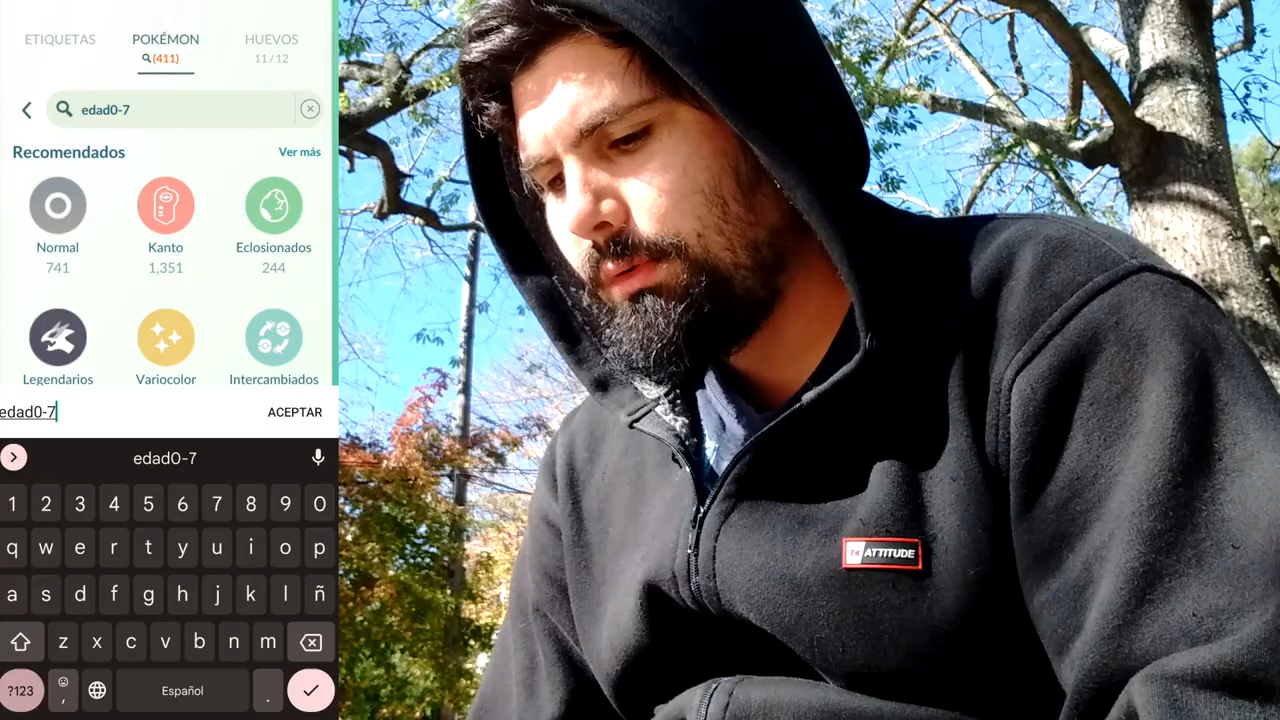 ETIQUETAS
POKÉMON
HUEVOS
(411)
11/12
edad0-7
Recomendados
Ver más
Normal
Kanto
Eclosionados
741
1,351
244
Legendarios
Variocolor
Intercambiados
edad0-7
ACEPTAR
edad0-7
1 2 3 4 5 6 7 8 9 0
q w e r t y u i o p
a s d f g h j k l ñ
z x c v b n m
?123 , Español .
74 ATTITUDE